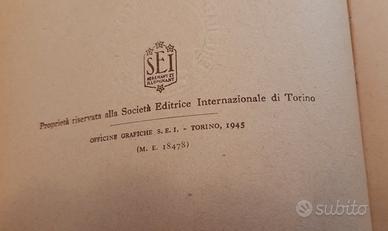 SEI
Proprietà riservata alla Società Editrice Internazionale di Torino
OFFICINE GRAFICHE S. E. I. - TORINO, 1945
(M. E. 18478)
subito